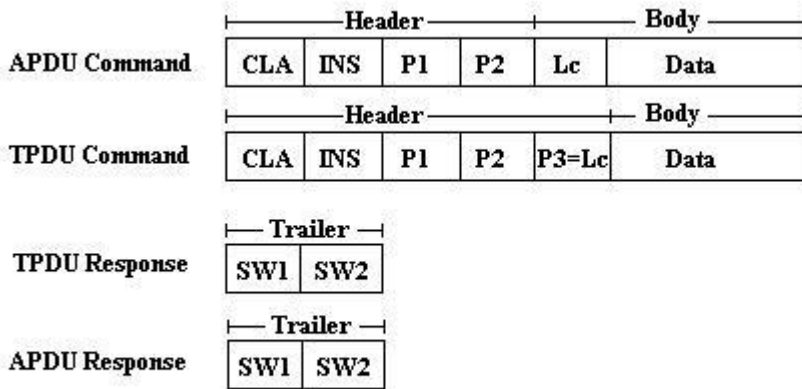 Header Body
APDU Command CLA INS P1 P2 Lc Data
Header Body
TPDU Command CLA INS P1 P2 P3=Lc Data
Trailer
TPDU Response SW1 SW2
Trailer
APDU Response SW1 SW2